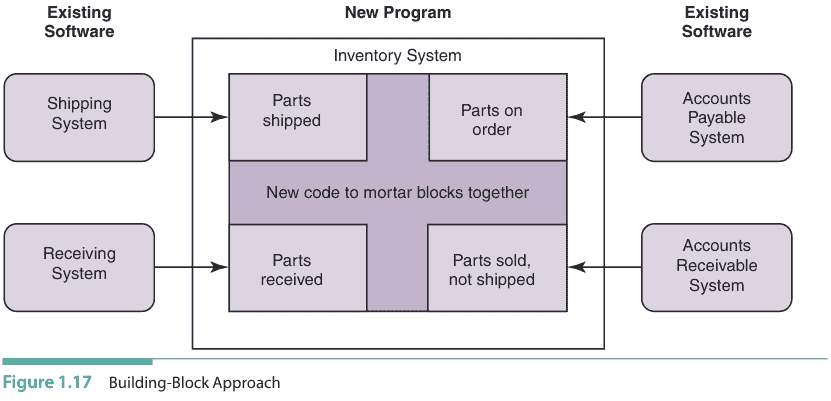 Existing
Software
New Program
Existing
Software
Inventory System
Shipping
System
Parts
shipped
Parts on
order
Accounts
Payable
System
New code to mortar blocks together
Receiving
System
Parts
received
Parts sold,
not shipped
Accounts
Receivable
System
Figure 1.17 Building-Block Approach